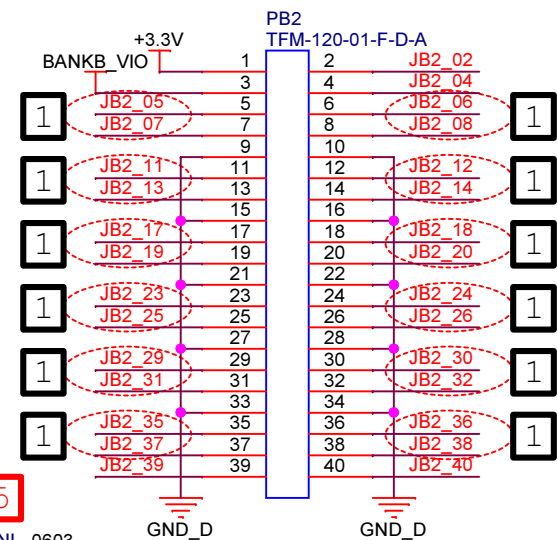 PB2
+3.3V TFM-120-01-F-D-A
BANKB_VIO 1 2 JB2_02
3 4 JB2_04
1 JB2_05 5 6 JB2_06 1
JB2_07 7 8 JB2_08
9 10
1 JB2_11 11 12 JB2_12 1
JB2_13 13 14 JB2_14
15 16
1 JB2_17 17 18 JB2_18 1
JB2_19 19 20 JB2_20
21 22
1 JB2_23 23 24 JB2_24 1
JB2_25 25 26 JB2_26
27 28
1 JB2_29 29 30 JB2_30 1
JB2_31 31 32 JB2_32
33 34
1 JB2_35 35 36 JB2_36 1
JB2_37 37 38 JB2_38
JB2_39 39 40 JB2_40
5
GND_D GND_D